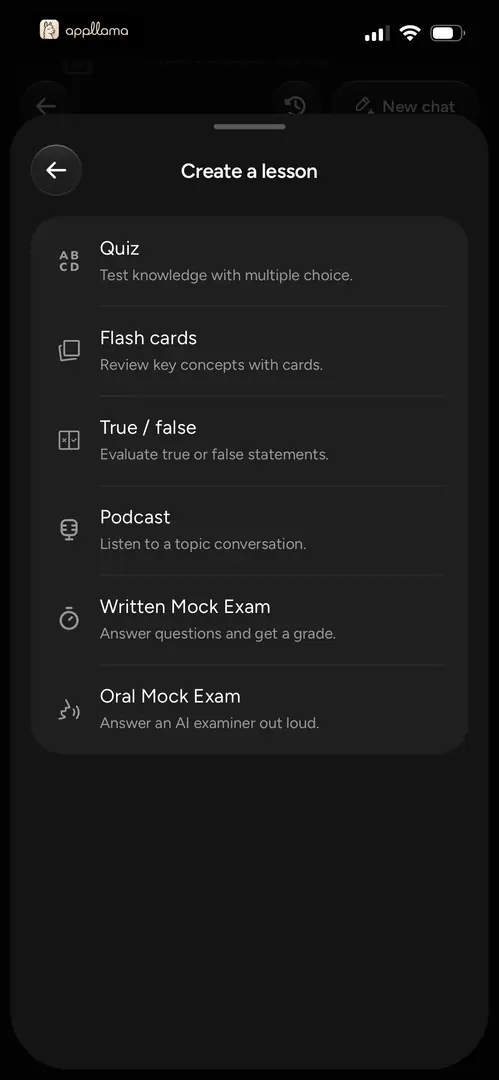 appllama
New chat
Create a lesson
AB
CD
Quiz
Test knowledge with multiple choice.
Flash cards
Review key concepts with cards.
True / false
Evaluate true or false statements.
Podcast
Listen to a topic conversation.
Written Mock Exam
Answer questions and get a grade.
Oral Mock Exam
Answer an AI examiner out loud.